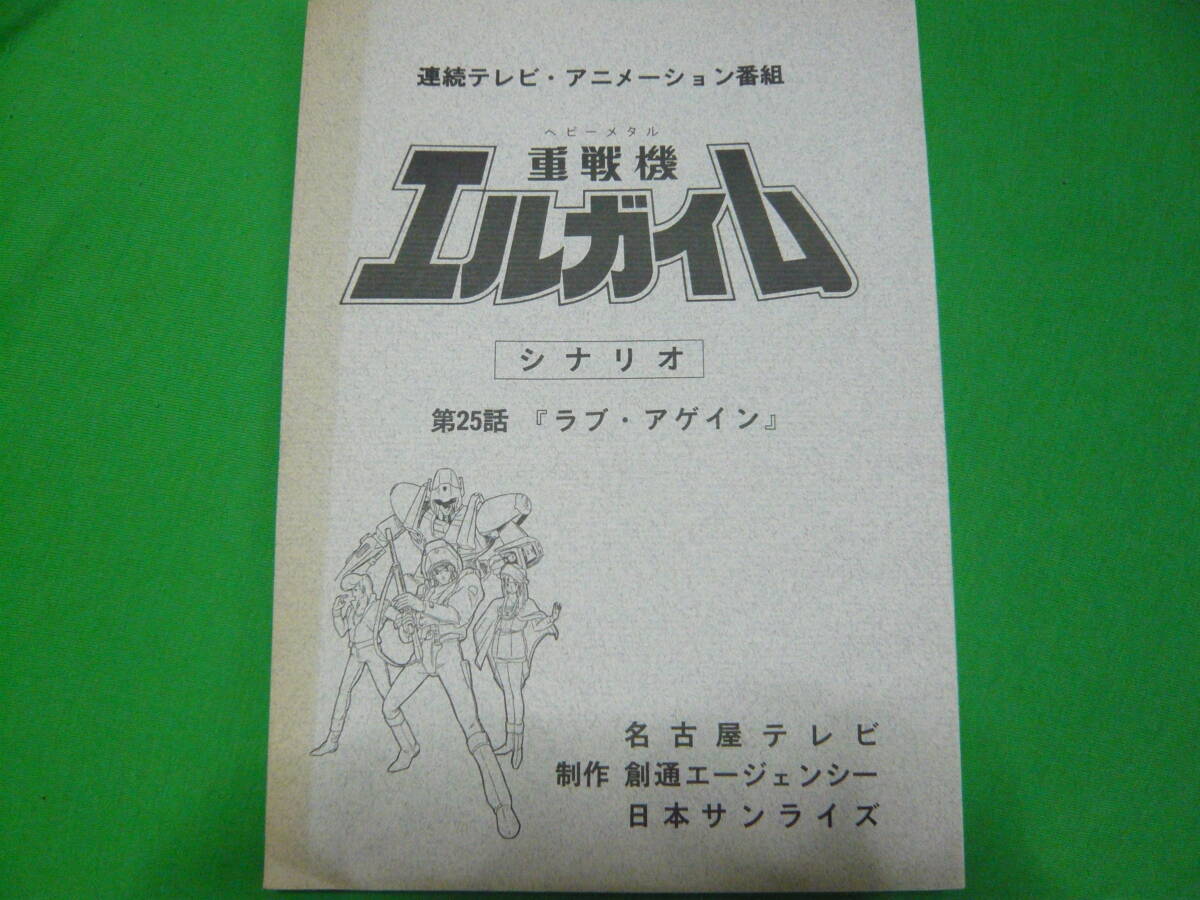 連続テレビ・アニメーション番組
ヘビーメタル
重戦機
エルガイム
シナリオ
第25話『ラブ・アゲイン』
名古屋テレビ
制作 創通エージェンシー
日本サンライズ